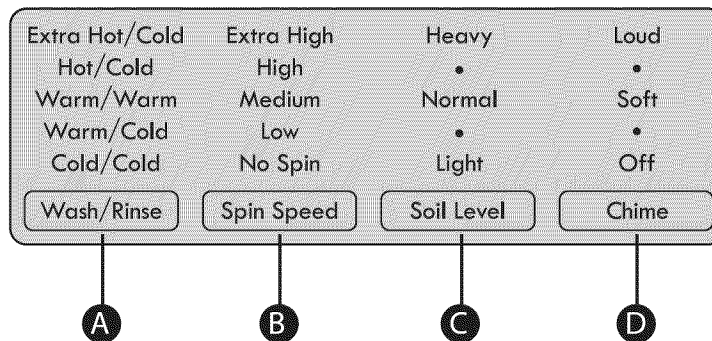 Extra Hot/Cold Extra High Heavy Loud
Hot/Cold High • •
Warm/Warm Medium Normal Soft
Warm/Cold Low • •
Cold/Cold No Spin Light Off
Wash/Rinse Spin Speed Soil Level Chime
A B C D